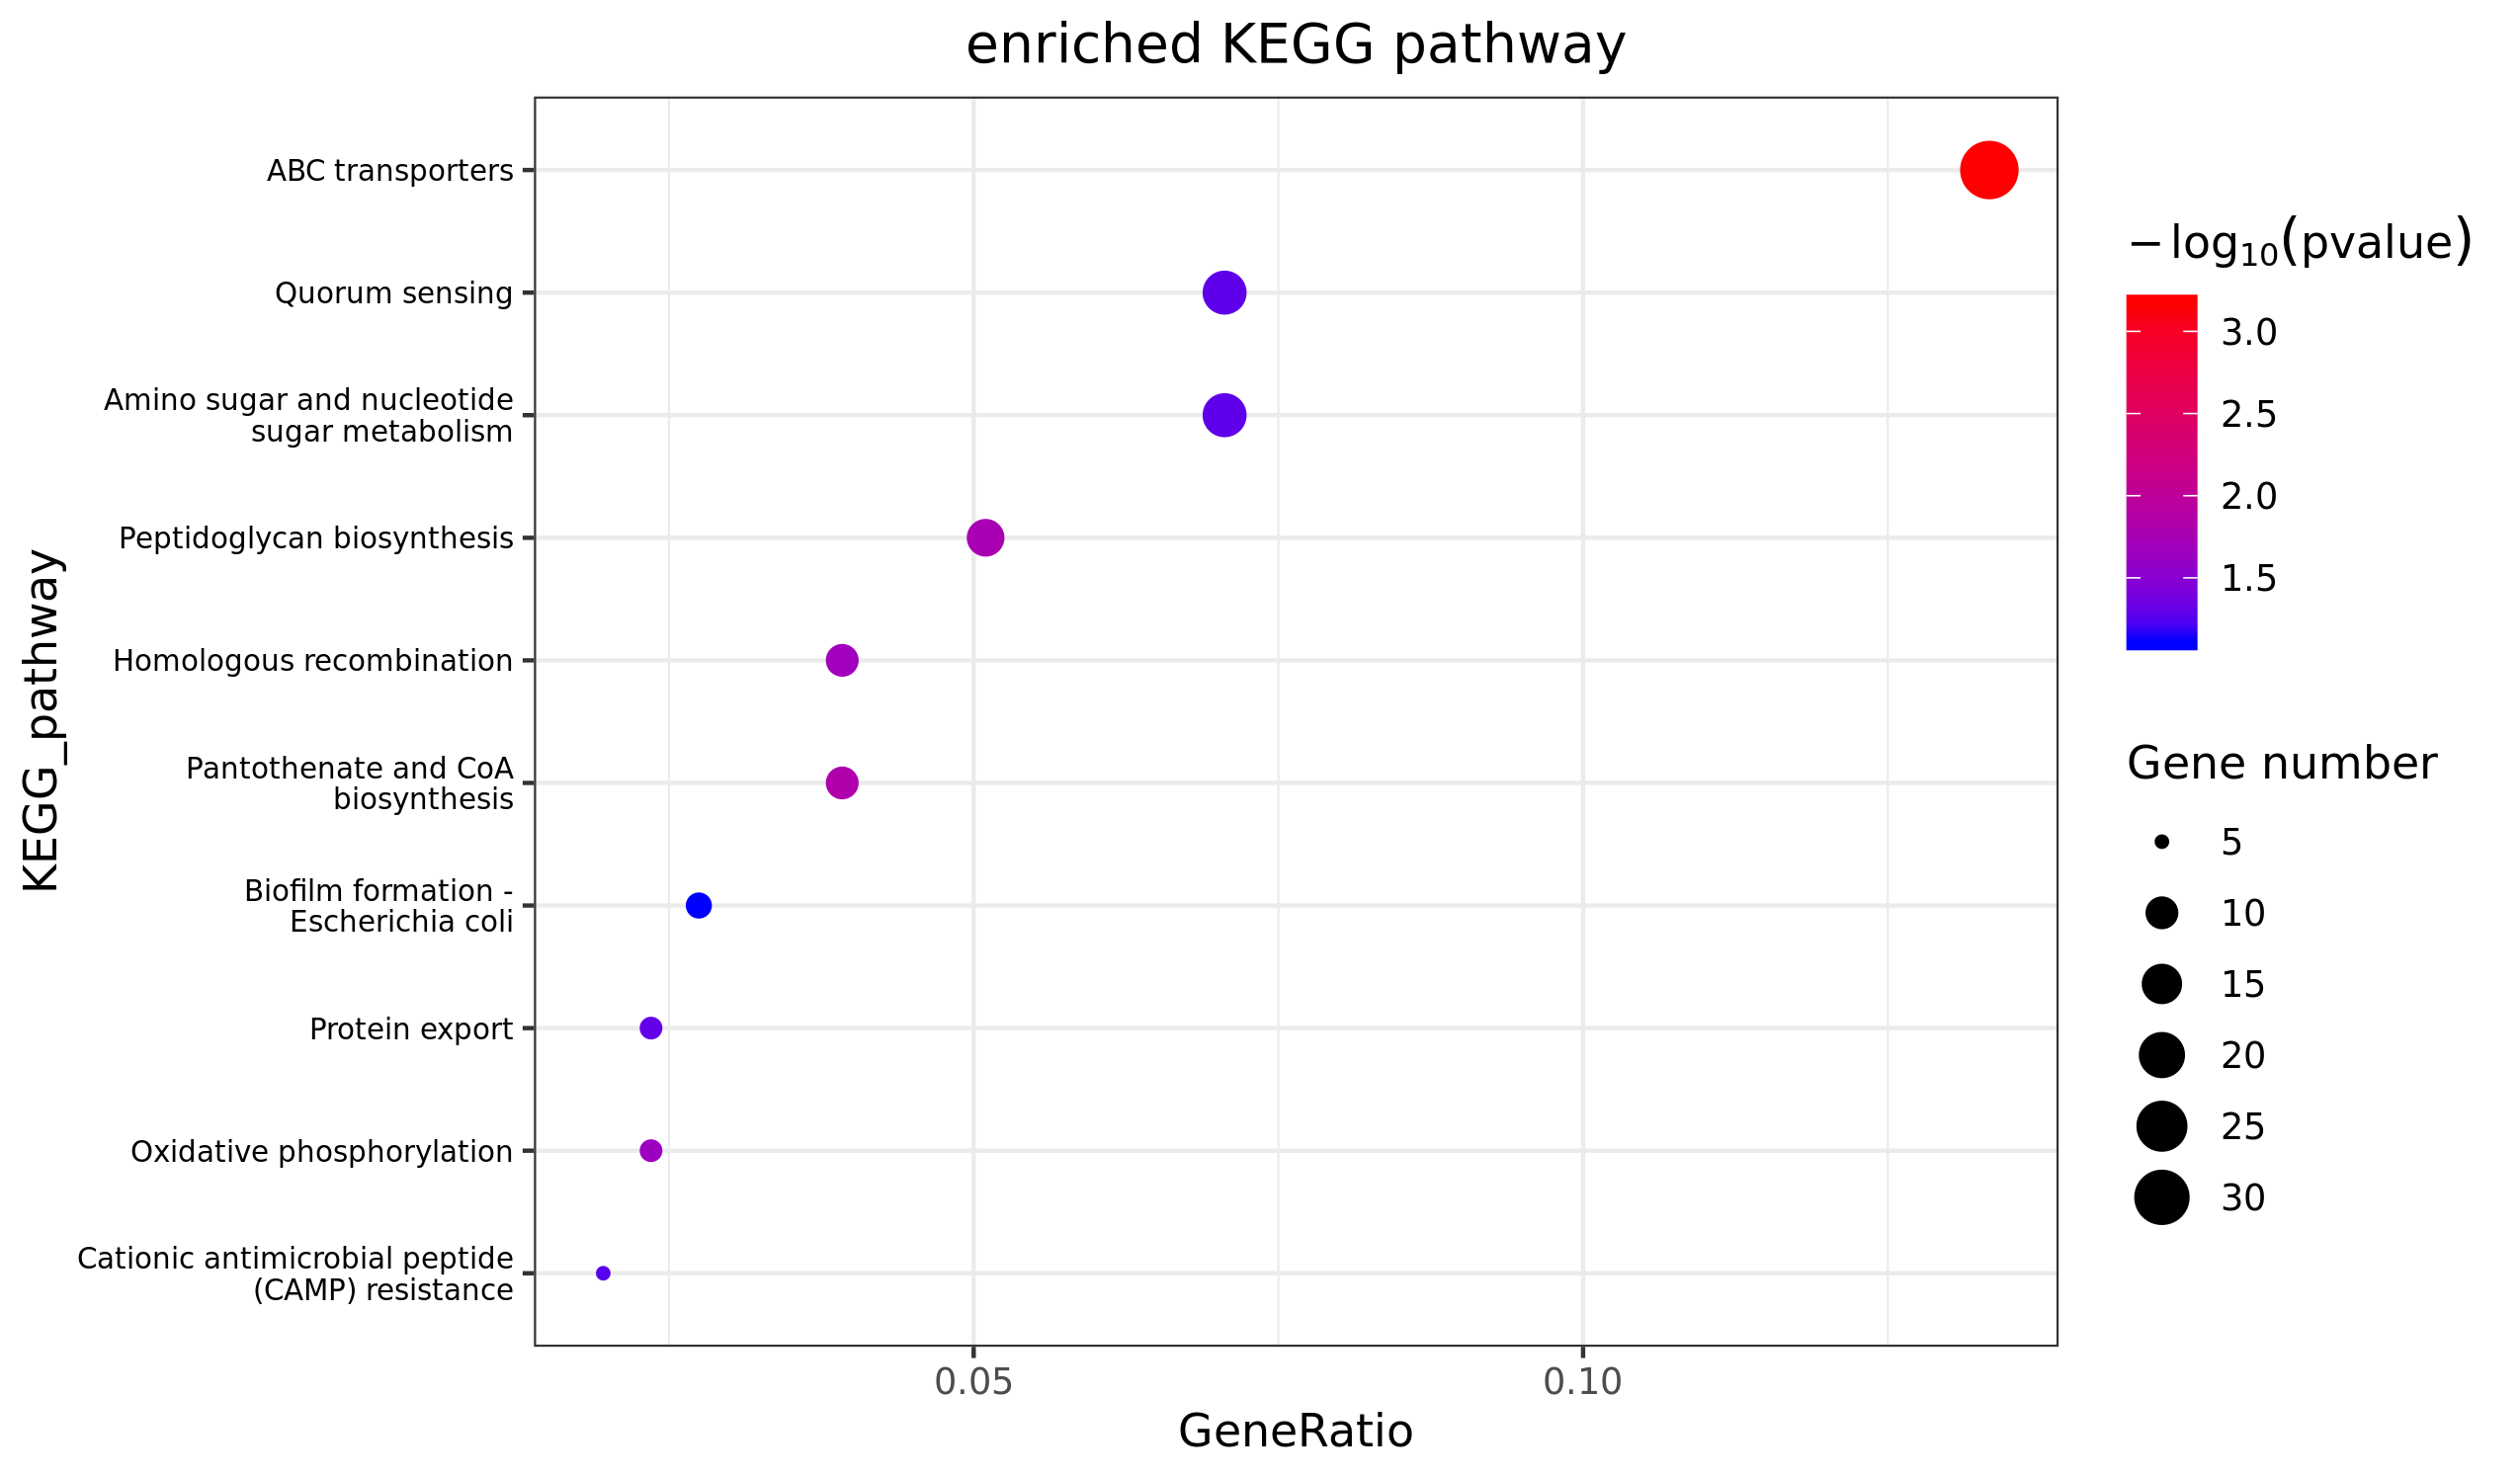 enriched KEGG pathway
ABC transporters
Quorum sensing
Amino sugar and nucleotide
sugar metabolism
Peptidoglycan biosynthesis
Homologous recombination
Pantothenate and CoA
biosynthesis
Biofilm formation -
Escherichia coli
Protein export
Oxidative phosphorylation
Cationic antimicrobial peptide
(CAMP) resistance
KEGG_pathway
0.05
0.10
GeneRatio
−log₁₀(pvalue)
3.0
2.5
2.0
1.5
Gene number
5
10
15
20
25
30